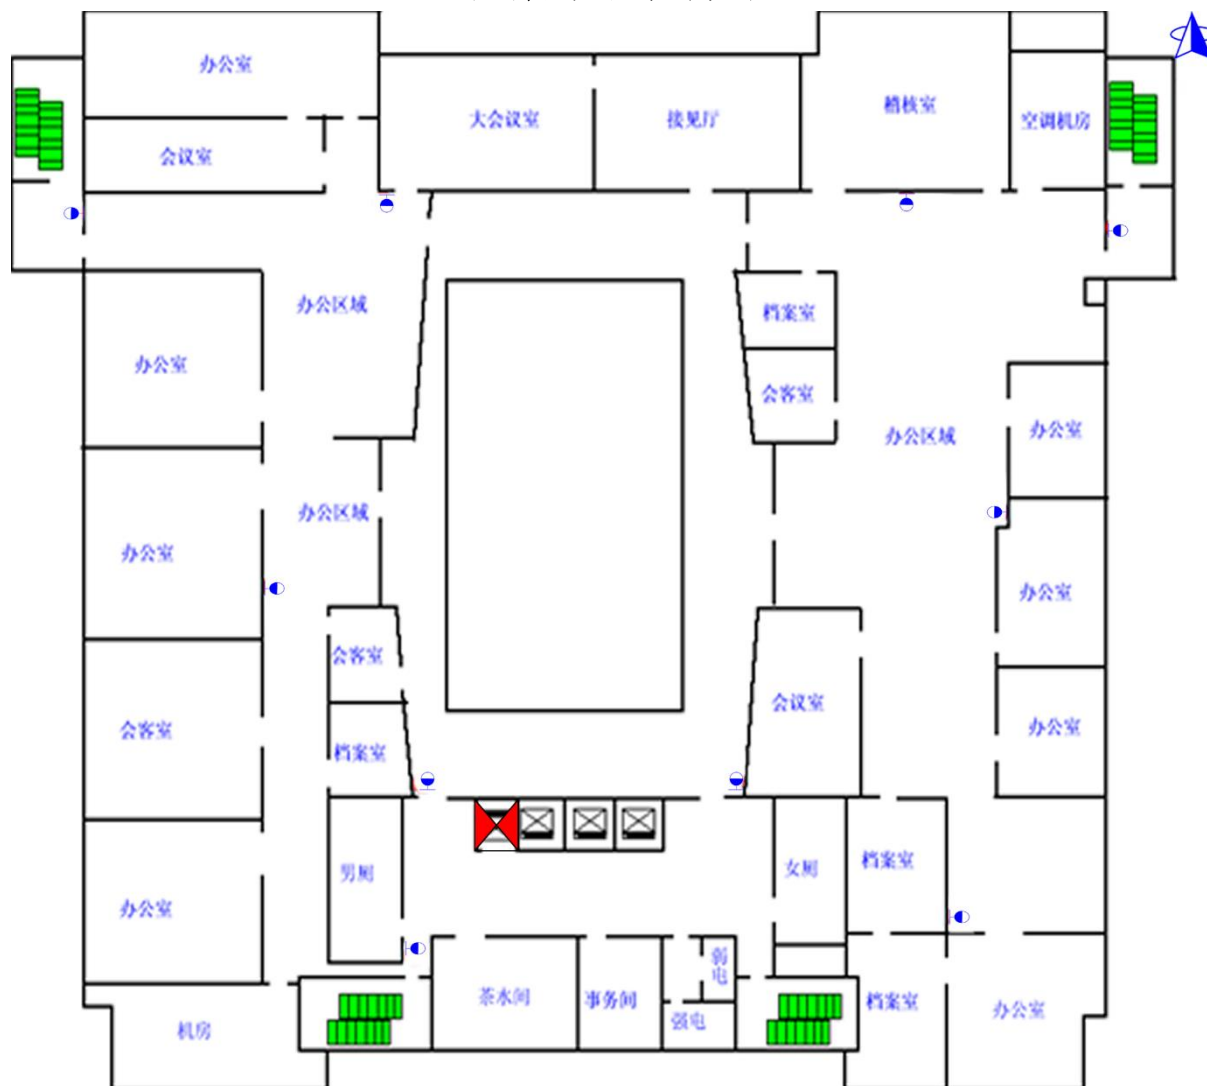 办公室
大会议室
接见厅
稽核室
空调机房
会议室
办公区域
档案室
办公室
会客室
办公室
办公区域
办公区域
办公室
办公室
会客室
会议室
会客室
办公室
档案室
档案室
女厕
男厕
办公室
弱电
茶水间
事务间
档案室
办公室
强电
机房